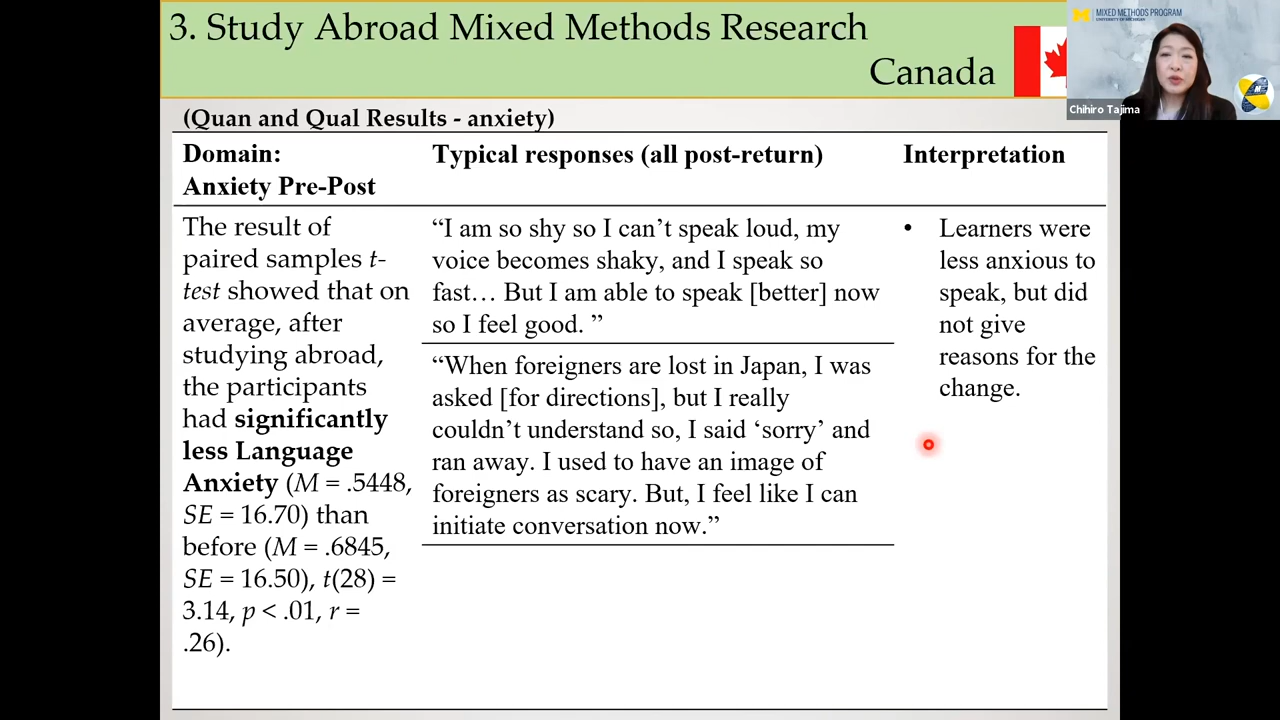 3. Study Abroad Mixed Methods Research
Canada
MIXED METHODS PROGRAM
UNIVERSITY OF MICHIGAN
Chihiro Tajima
(Quan and Qual Results - anxiety)
Domain:
Anxiety Pre-Post
Typical responses (all post-return)
Interpretation
The result of
paired samples t-
test showed that on
average, after
studying abroad,
the participants
had significantly
less Language
Anxiety (M = .5448,
SE = 16.70) than
before (M = .6845,
SE = 16.50), t(28) =
3.14, p < .01, r =
.26).
“I am so shy so I can’t speak loud, my
voice becomes shaky, and I speak so
fast… But I am able to speak [better] now
so I feel good. ”
“When foreigners are lost in Japan, I was
asked [for directions], but I really
couldn’t understand so, I said ‘sorry’ and
ran away. I used to have an image of
foreigners as scary. But, I feel like I can
initiate conversation now.”
• Learners were
less anxious to
speak, but did
not give
reasons for the
change.